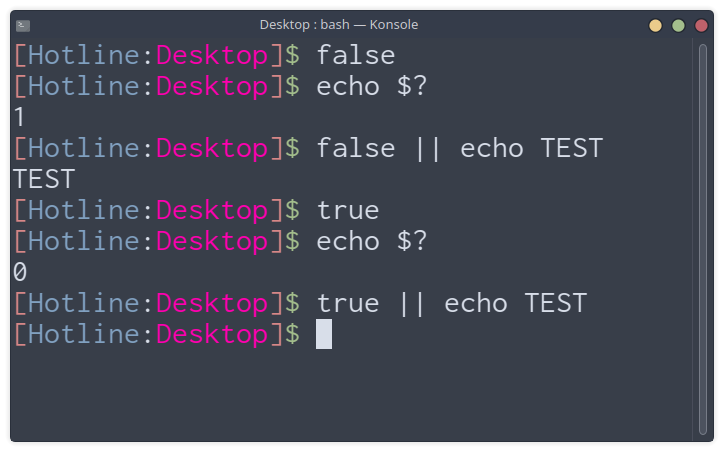 Desktop : bash — Konsole
[Hotline:Desktop]$ false
[Hotline:Desktop]$ echo $?
1
[Hotline:Desktop]$ false || echo TEST
TEST
[Hotline:Desktop]$ true
[Hotline:Desktop]$ echo $?
0
[Hotline:Desktop]$ true || echo TEST
[Hotline:Desktop]$